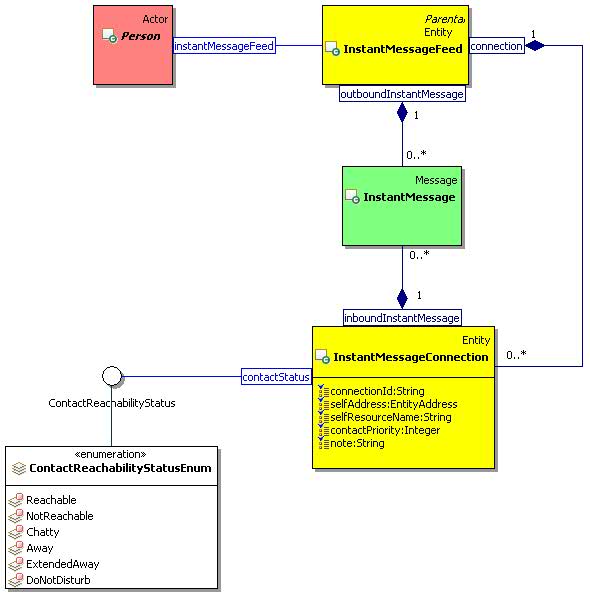 Actor
Person
instantMessageFeed
Parental
Entity
InstantMessageFeed
connection
1
outboundInstantMessage
1
0..*
Message
InstantMessage
0..*
1
inboundInstantMessage
Entity
InstantMessageConnection
0..*
connectionId:String
selfAddress:EntityAddress
selfResourceName:String
contactPriority:Integer
note:String
contactStatus
ContactReachabilityStatus
«enumeration»
ContactReachabilityStatusEnum
Reachable
NotReachable
Chatty
Away
ExtendedAway
DoNotDisturb